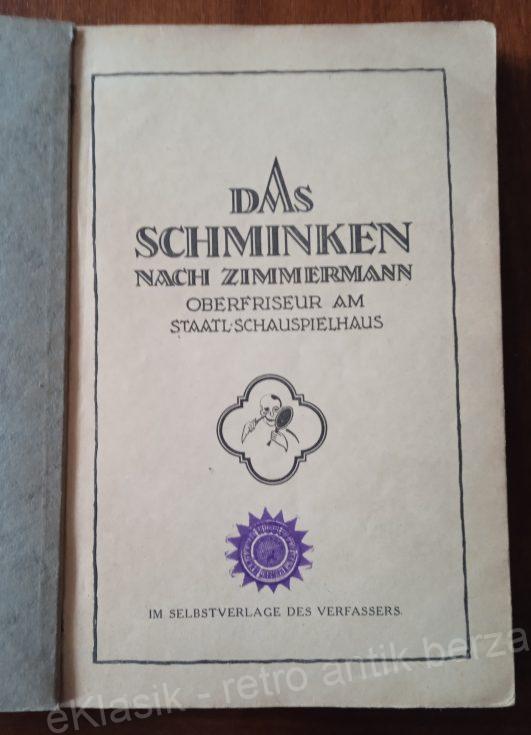 DAS
SCHMINKEN
NACH ZIMMERMANN
OBERFRISEUR AM
STAATL·SCHAUSPIELHAUS
IM SELBSTVERLAGE DES VERFASSERS.
eKlasik - retro antik berza